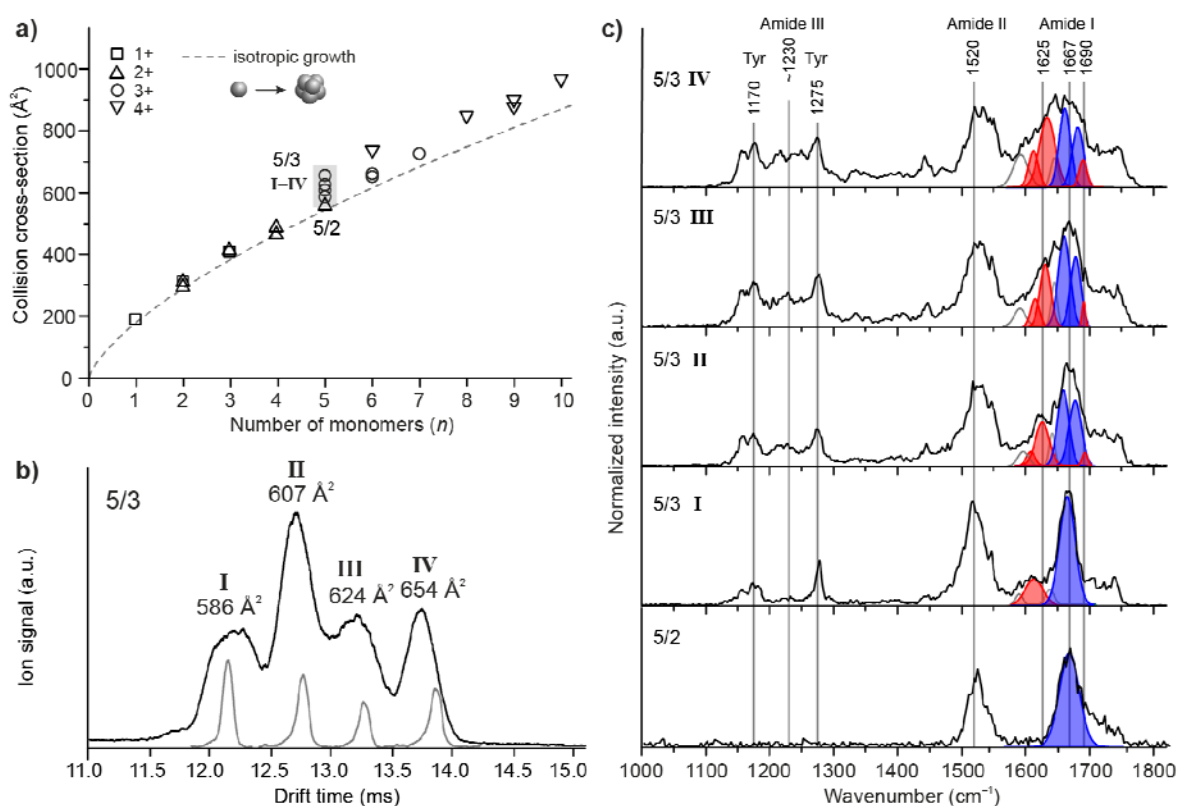 a)
1+
2+
3+
4+
isotropic growth
5/3
I–IV
5/2
Collision cross-section (Å²)
1000
800
600
400
200
0
0 1 2 3 4 5 6 7 8 9 10
Number of monomers (n)
b)
5/3
I
586 Å²
II
607 Å²
III
624 Å²
IV
654 Å²
Ion signal (a.u.)
11.0 11.5 12.0 12.5 13.0 13.5 14.0 14.5 15.0
Drift time (ms)
c)
Amide III Amide II Amide I
Tyr Tyr
1170 ~1230 1275 1520 1625 1667 1690
5/3 IV
5/3 III
5/3 II
5/3 I
5/2
Normalized intensity (a.u.)
1000 1100 1200 1300 1400 1500 1600 1700 1800
Wavenumber (cm⁻¹)